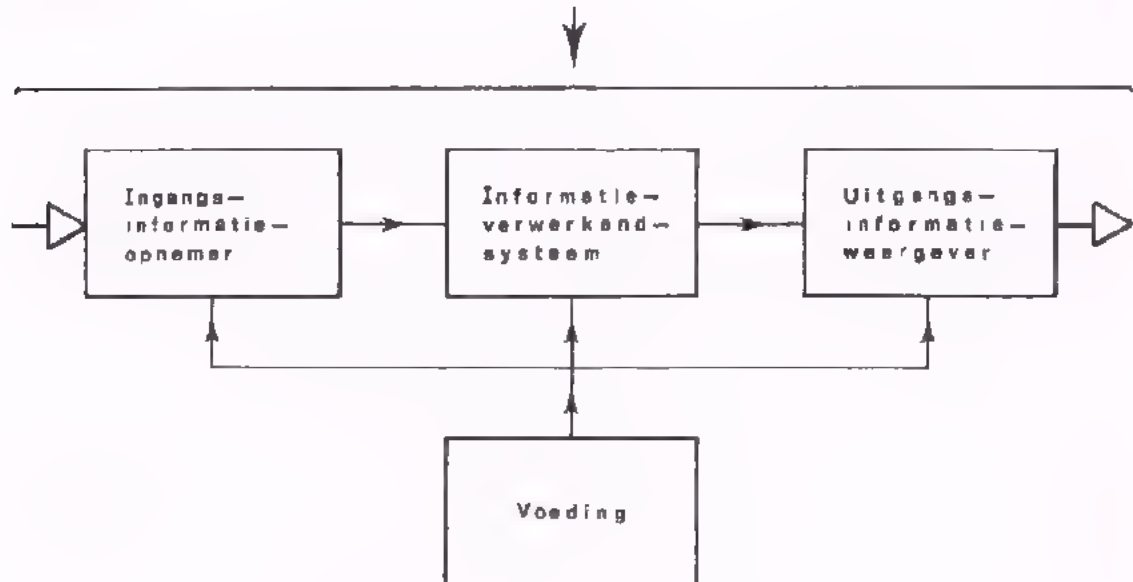 Ingangs-
informatie-
opnemer
Informatie-
verwerkend-
systeem
Uitgangs-
informatie-
weergever
Voeding